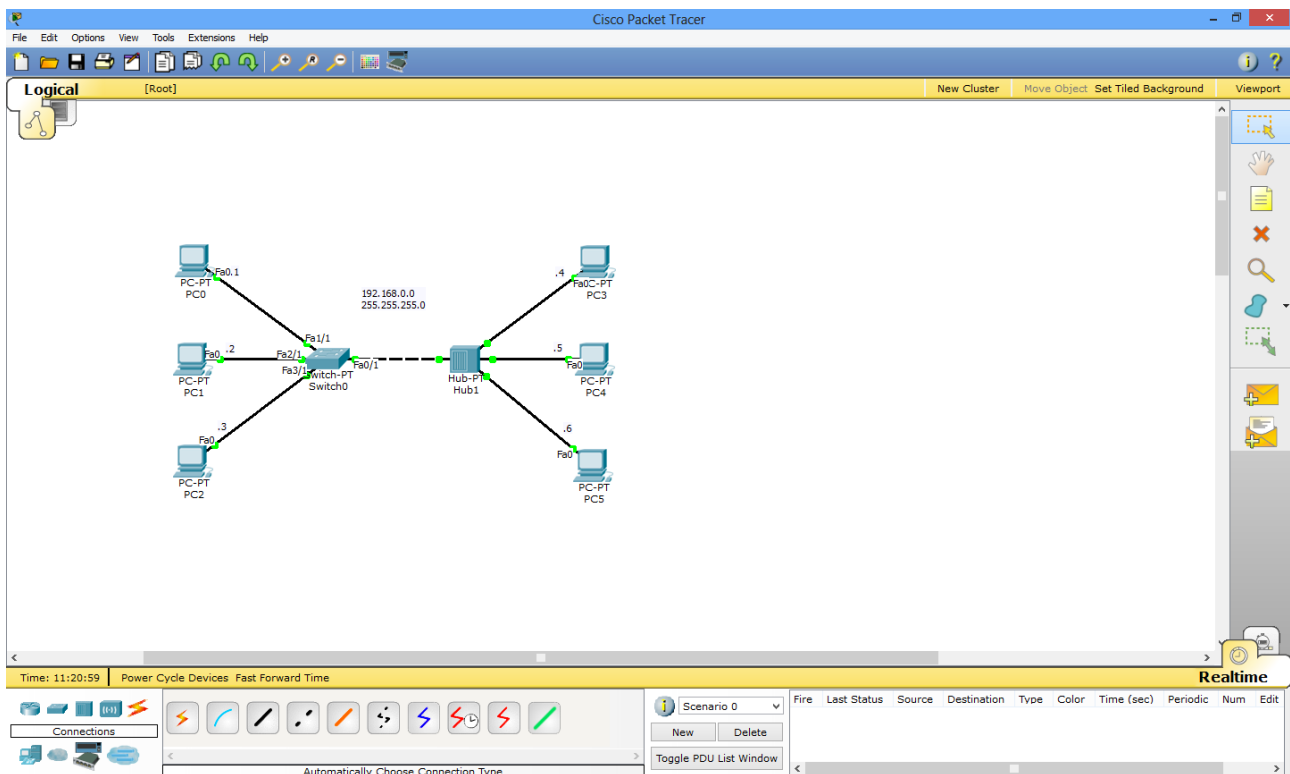 Cisco Packet Tracer
File Edit Options View Tools Extensions Help
Logical [Root] New Cluster Move Object Set Tiled Background Viewport
Fa0 .1
PC-PT
PC0
192.168.0.0
255.255.255.0
.4
Fa0
C-PT
PC3
Fa1/1
Fa0 .2
Fa2/1
Fa3/1
Fa0/1
witch-PT
Switch0
PC-PT
PC1
Hub-PT
Hub1
.5
Fa0
PC-PT
PC4
.3
Fa0
PC-PT
PC2
.6
Fa0
PC-PT
PC5
Time: 11:20:59 Power Cycle Devices Fast Forward Time Realtime
Connections
Automatically Choose Connection Type
Scenario 0
New Delete
Toggle PDU List Window
Fire Last Status Source Destination Type Color Time (sec) Periodic Num Edit